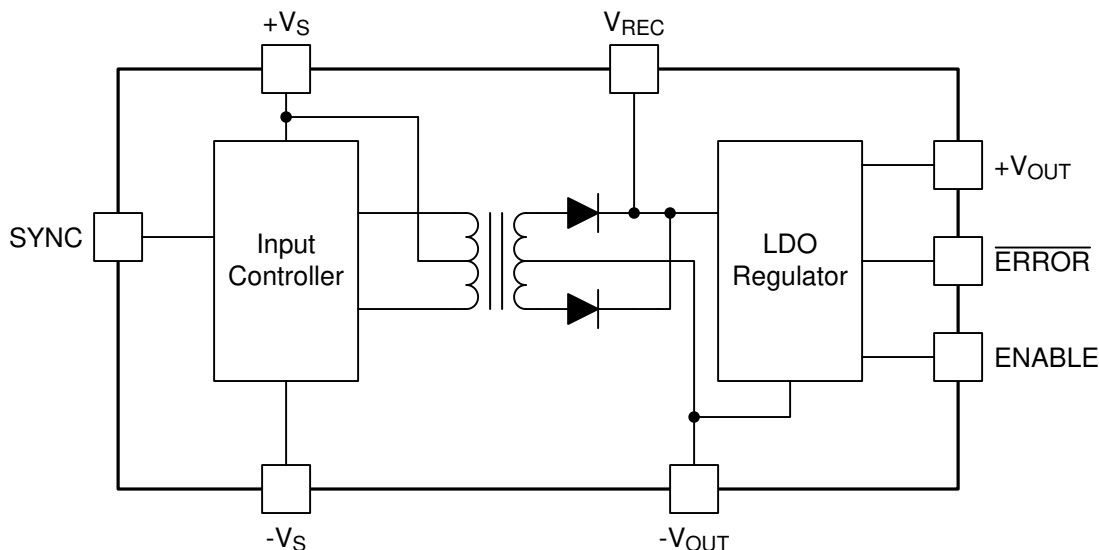 +VS
VREC
SYNC
Input
Controller
LDO
Regulator
+VOUT
ERROR
ENABLE
-VS
-VOUT